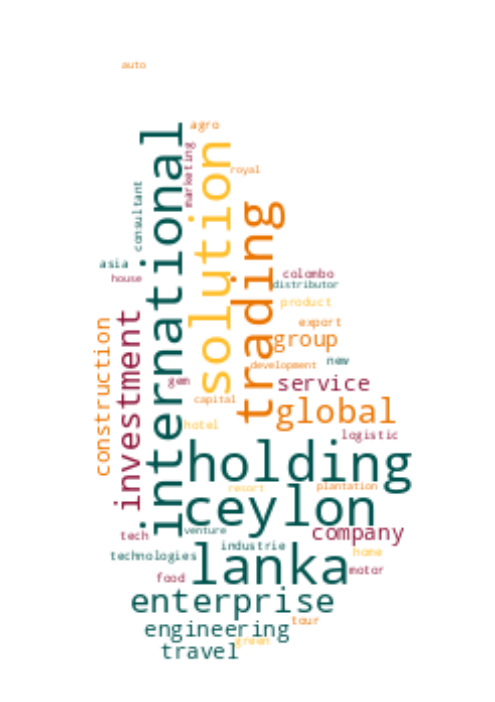 auto
agro
international
solution
marketing
royal
consultant
trading
asia
house
colombo
distributor
product
investment
construction
export
group
new
development
gem
service
capital
global
hotel
logistic
holding
resort
plantation
ceylon
tech
venture
company
industrie
technologies
home
lanka
food
motor
enterprise
tour
engineering
green
travel